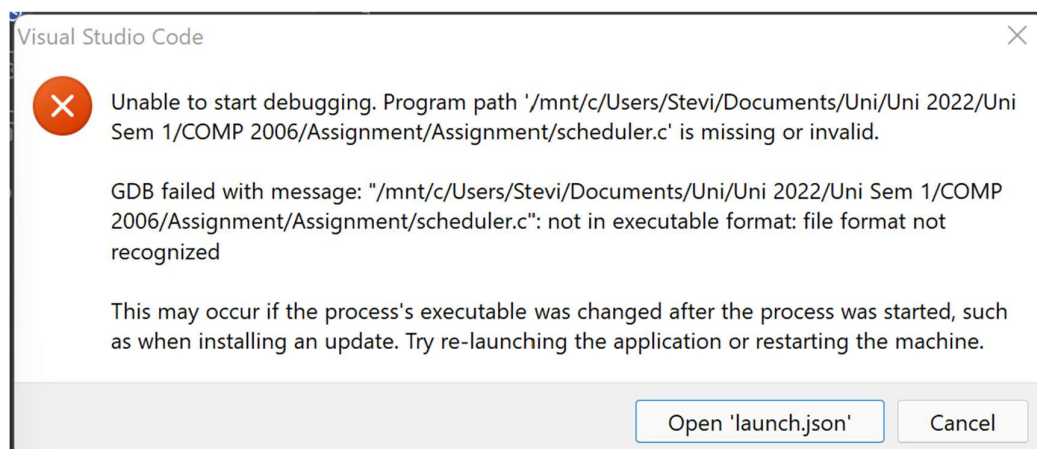 Visual Studio Code
Unable to start debugging. Program path '/mnt/c/Users/Stevi/Documents/Uni/Uni 2022/Uni
Sem 1/COMP 2006/Assignment/Assignment/scheduler.c' is missing or invalid.
GDB failed with message: "/mnt/c/Users/Stevi/Documents/Uni/Uni 2022/Uni Sem 1/COMP
2006/Assignment/Assignment/scheduler.c": not in executable format: file format not
recognized
This may occur if the process's executable was changed after the process was started, such
as when installing an update. Try re-launching the application or restarting the machine.
Open 'launch.json'
Cancel